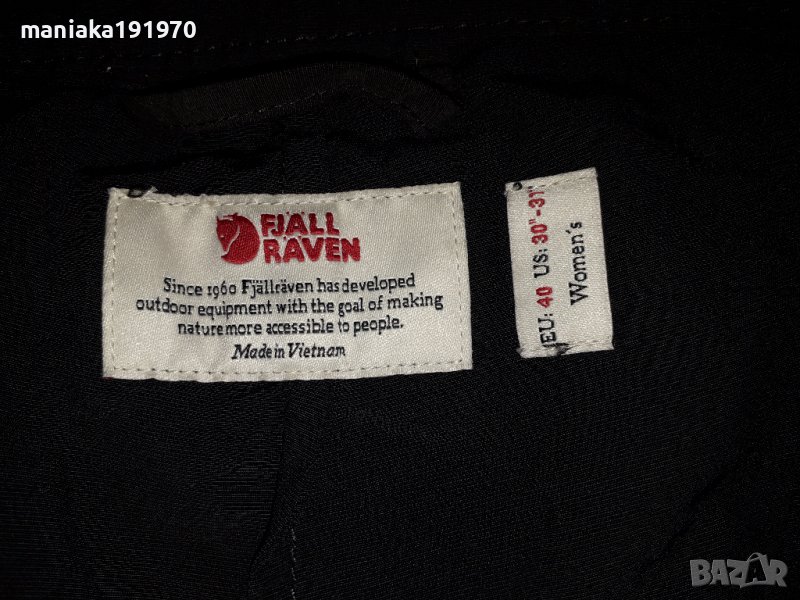 maniaka191970
FJÄLL
RÄVEN
Since 1960 Fjällräven has developed
outdoor equipment with the goal of making
nature more accessible to people.
Made in Vietnam
EU: 40 US: 30"-31"
Women's
BAZAR